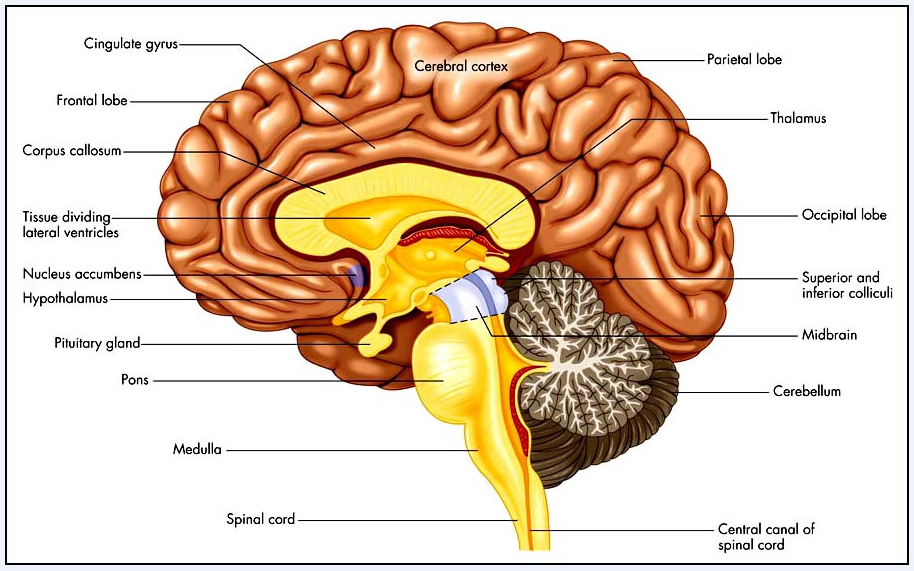 Cingulate gyrus
Cerebral cortex
Parietal lobe
Frontal lobe
Thalamus
Corpus callosum
Tissue dividing
lateral ventricles
Occipital lobe
Nucleus accumbens
Superior and
inferior colliculi
Hypothalamus
Midbrain
Pituitary gland
Pons
Cerebellum
Medulla
Spinal cord
Central canal of
spinal cord